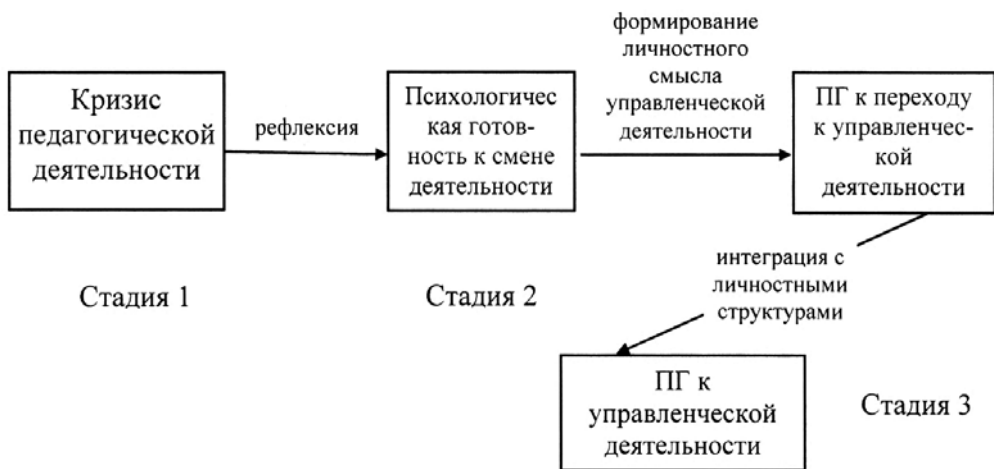 Кризис
педагогической
деятельности
рефлексия
Психологичес
кая готов-
ность к смене
деятельности
формирование
личностного
смысла
управленческой
деятельности
ПГ к переходу
к управленчес-
кой
деятельности
Стадия 1
Стадия 2
интеграция с
личностными
структурами
ПГ к
управленческой
деятельности
Стадия 3